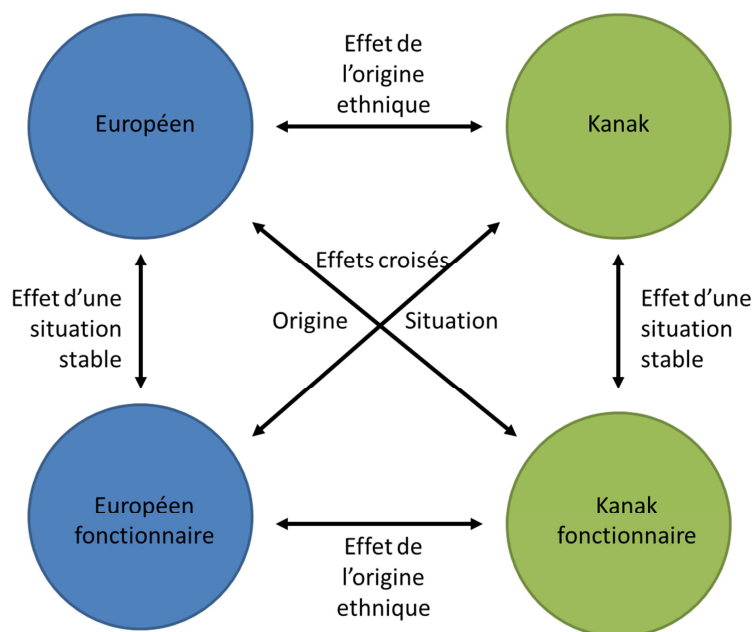 Effet de
l’origine
ethnique
Européen
Kanak
Effets croisés
Effet d’une
situation
stable
Origine
Situation
Effet d’une
situation
stable
Européen
fonctionnaire
Kanak
fonctionnaire
Effet de
l’origine
ethnique